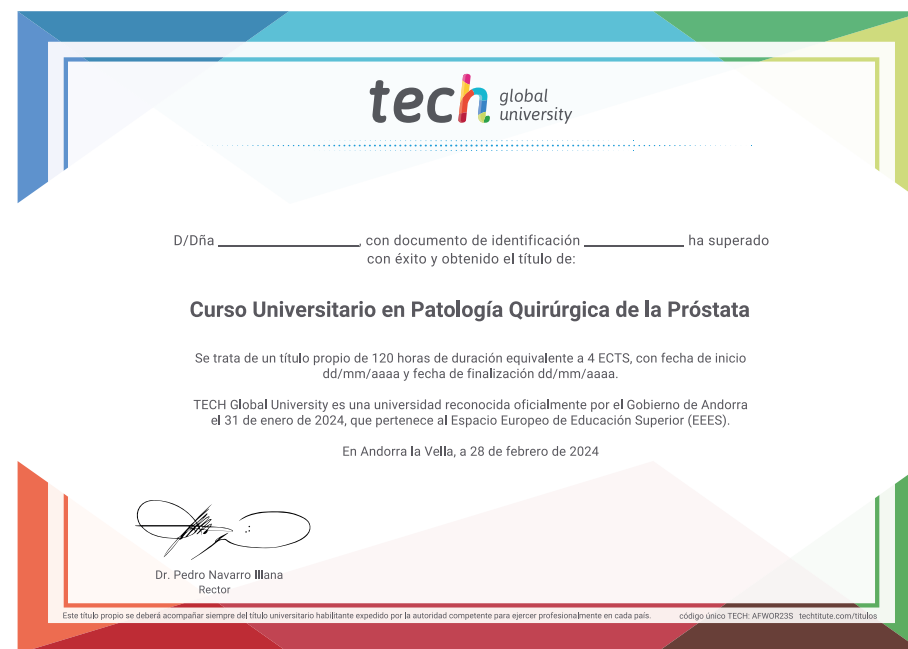 tech global university
D/Dña ____________________, con documento de identificación ______________ ha superado
con éxito y obtenido el título de:
Curso Universitario en Patología Quirúrgica de la Próstata
Se trata de un título propio de 120 horas de duración equivalente a 4 ECTS, con fecha de inicio
dd/mm/aaaa y fecha de finalización dd/mm/aaaa.
TECH Global University es una universidad reconocida oficialmente por el Gobierno de Andorra
el 31 de enero de 2024, que pertenece al Espacio Europeo de Educación Superior (EEES).
En Andorra la Vella, a 28 de febrero de 2024
Dr. Pedro Navarro Illana
Rector
Este título propio se deberá acompañar siempre del título universitario habilitante expedido por la autoridad competente para ejercer profesionalmente en cada país. código único TECH: AFWOR23S techtitute.com/titulos